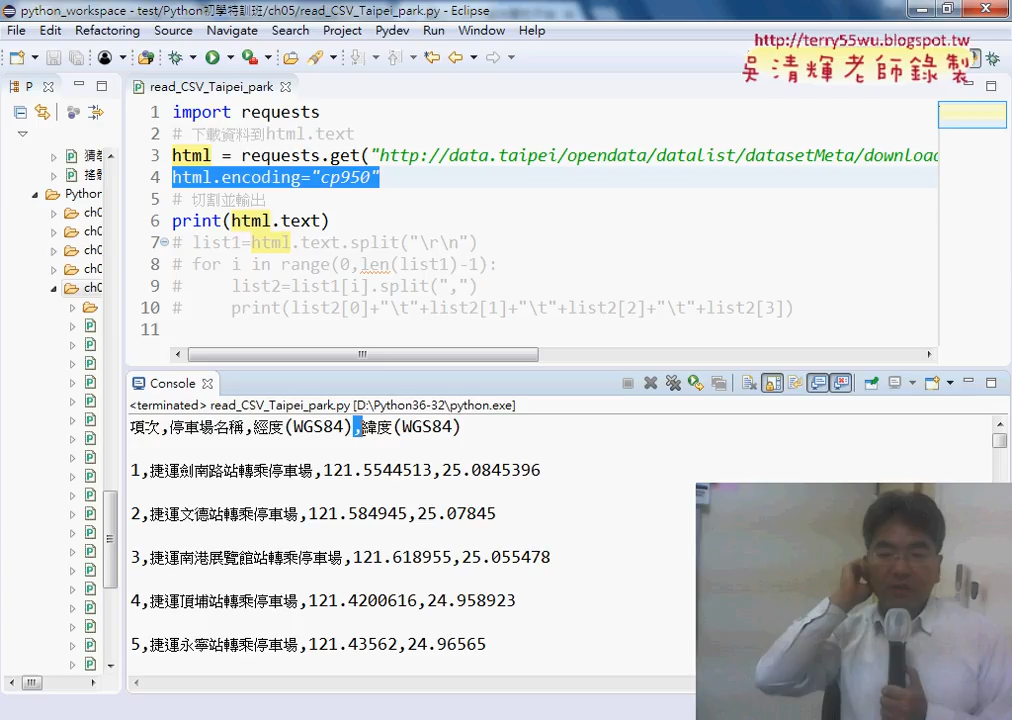 python_workspace - test/Python初學特訓班/ch05/read_CSV_Taipei_park.py - Eclipse
File Edit Refactoring Source Navigate Search Project Pydev Run Window Help
http://terry55wu.blogspot.tw
吳清輝老師錄製
P
read_CSV_Taipei_park
1 import requests
2 # 下載資料到html.text
3 html = requests.get("http://data.taipei/opendata/datalist/datasetMeta/download
4 html.encoding="cp950"
5 # 切割並輸出
6 print(html.text)
7 # list1=html.text.split("\r\n")
8 # for i in range(0,len(list1)-1):
9 # list2=list1[i].split(",")
10 # print(list2[0]+"\t"+list2[1]+"\t"+list2[2]+"\t"+list2[3])
11
Python
ch0
ch0
ch0
ch0
ch0
Console
<terminated> read_CSV_Taipei_park.py [D:\Python36-32\python.exe]
項次,停車場名稱,經度(WGS84),緯度(WGS84)
1,捷運劍南路站轉乘停車場,121.5544513,25.0845396
2,捷運文德站轉乘停車場,121.584945,25.07845
3,捷運南港展覽館站轉乘停車場,121.618955,25.055478
4,捷運頂埔站轉乘停車場,121.4200616,24.958923
5,捷運永寧站轉乘停車場,121.43562,24.96565